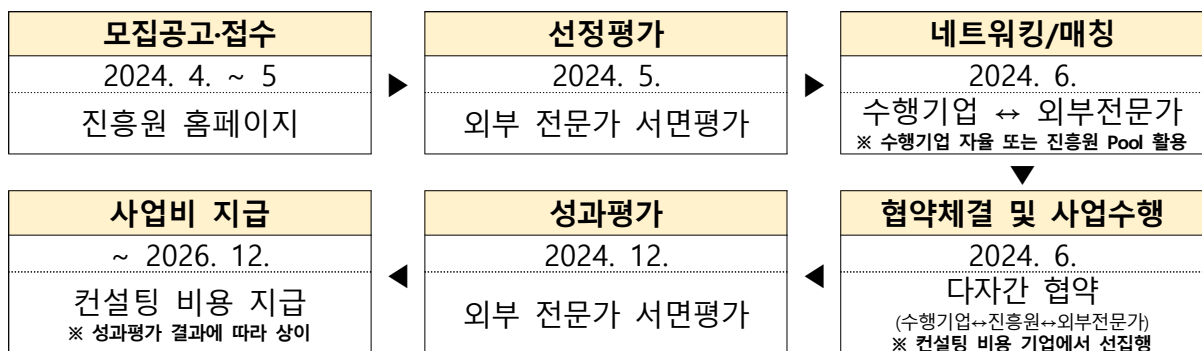 모집공고·접수
2024. 4. ~ 5
진흥원 홈페이지
▶
선정평가
2024. 5.
외부 전문가 서면평가
▶
네트워킹/매칭
2024. 6.
수행기업 ↔ 외부전문가
※ 수행기업 자율 또는 진흥원 Pool 활용
▼
협약체결 및 사업수행
2024. 6.
다자간 협약
(수행기업↔진흥원↔외부전문가)
※ 컨설팅 비용 기업에서 선집행
◀
성과평가
2024. 12.
외부 전문가 서면평가
◀
사업비 지급
~ 2026. 12.
컨설팅 비용 지급
※ 성과평가 결과에 따라 상이